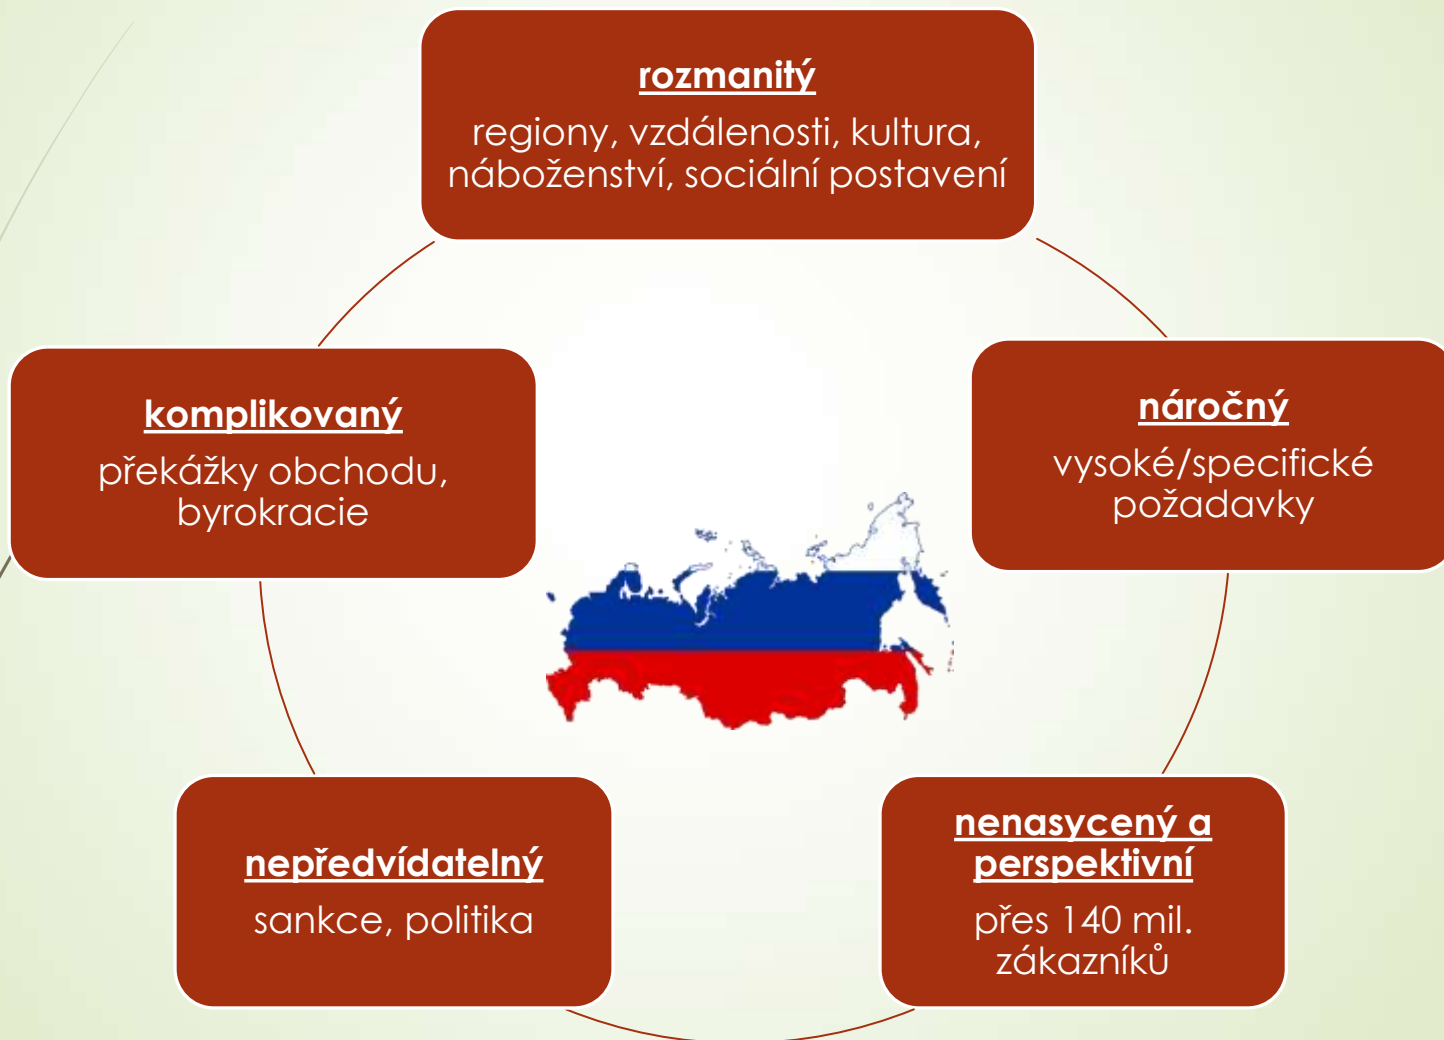 rozmanitý
regiony, vzdálenosti, kultura,
náboženství, sociální postavení
náročný
vysoké/specifické
požadavky
nenasycený a
perspektivní
přes 140 mil.
zákazníků
nepředvídatelný
sankce, politika
komplikovaný
překážky obchodu,
byrokracie